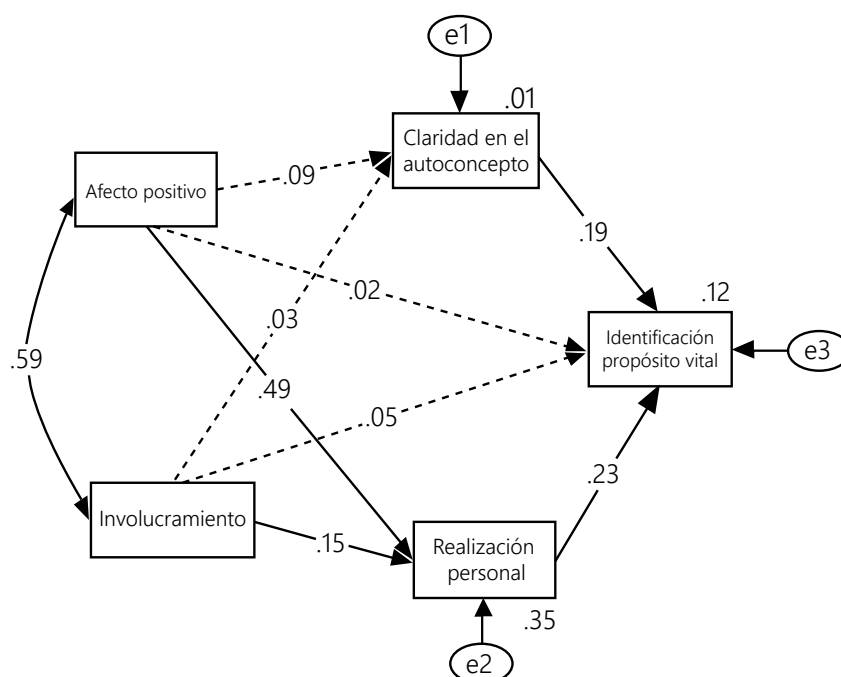 e1
.01
Claridad en el
autoconcepto
Afecto positivo
.09
.19
.02
.12
.03
Identificación
propósito vital
e3
.59
.49
.05
.23
Involucramiento
.15
Realización
personal
.35
e2